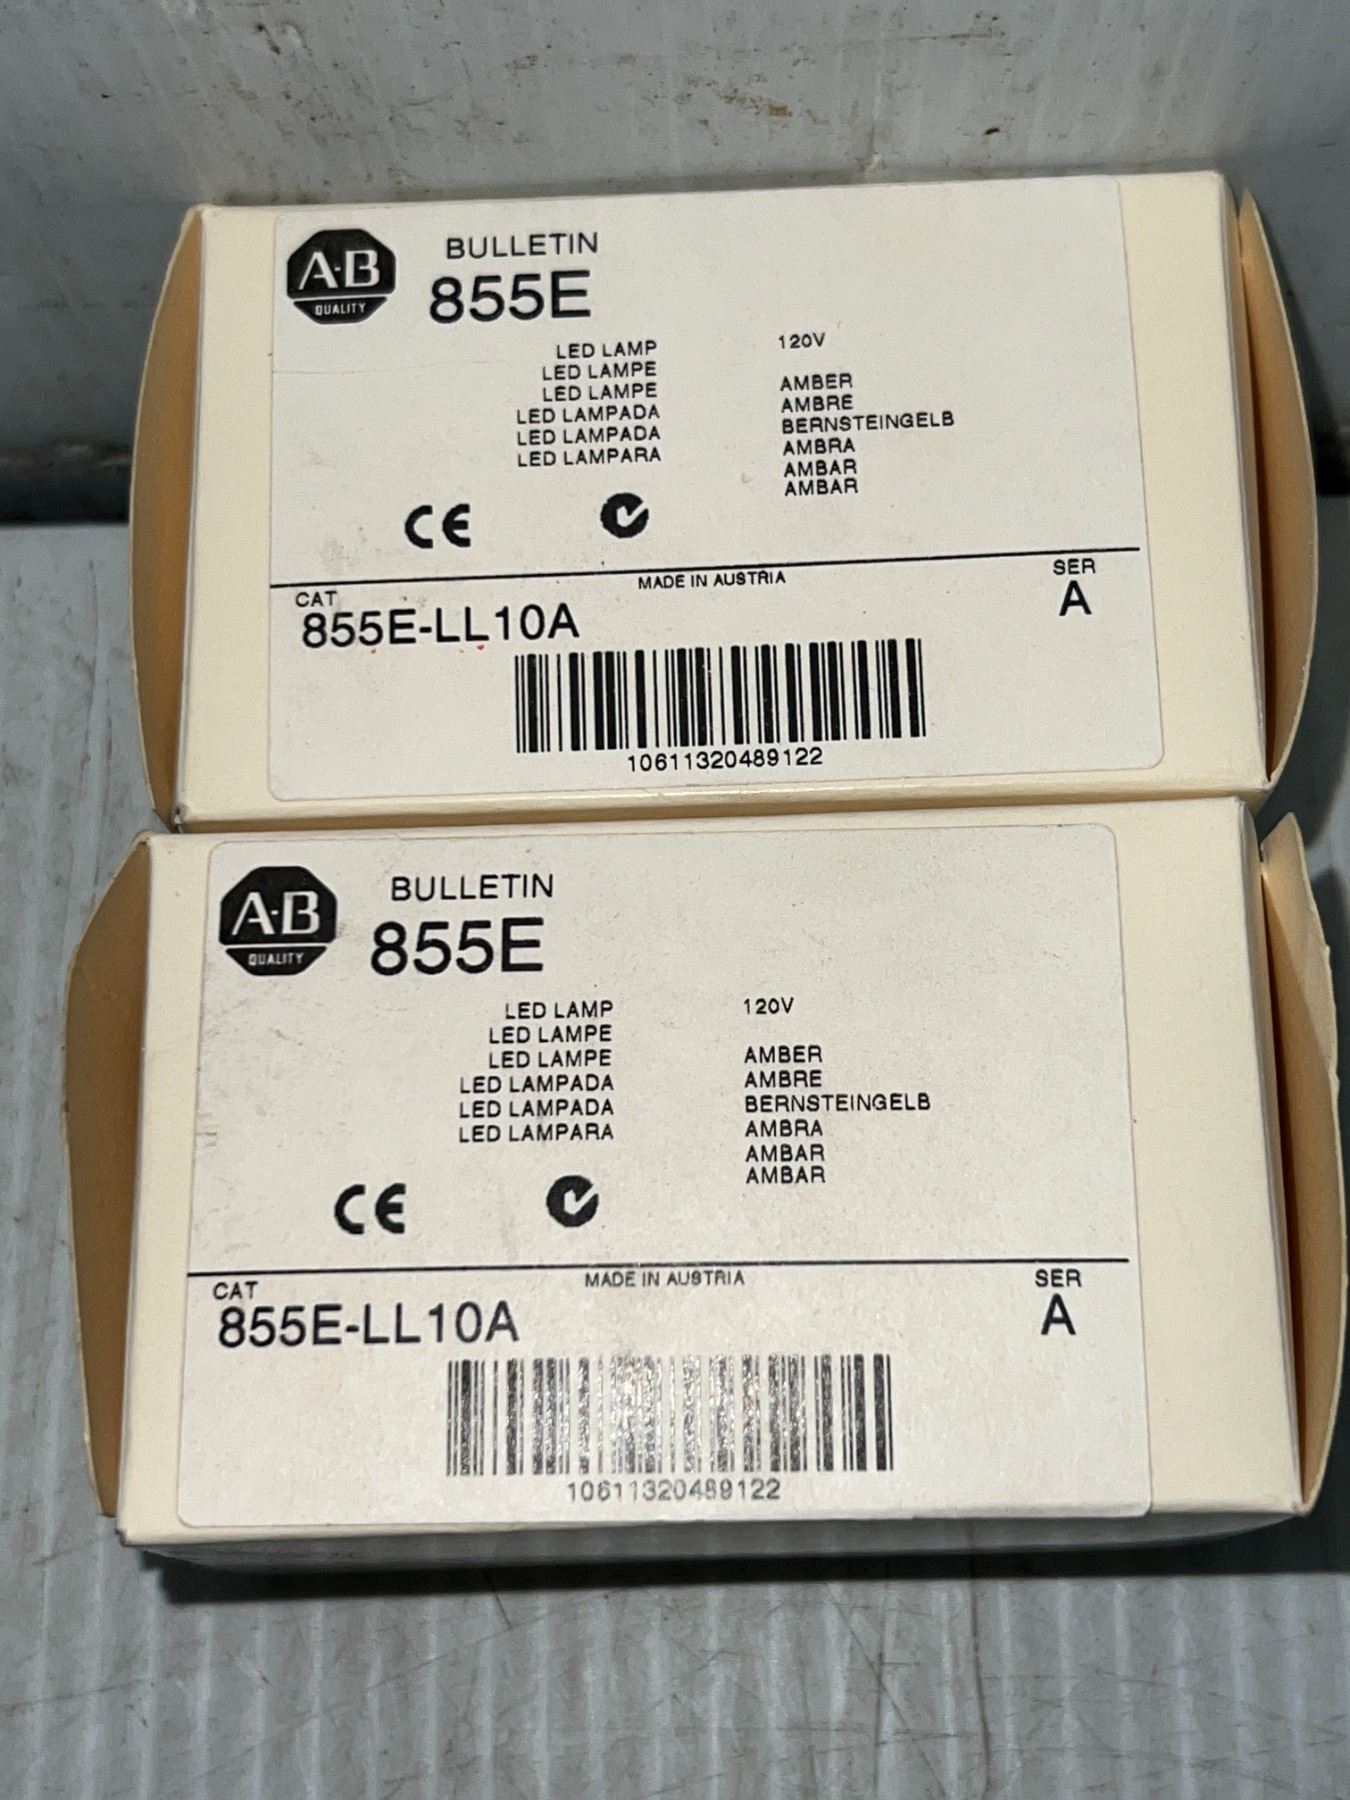 A-B
QUALITY
BULLETIN
855E
LED LAMP 120V
LED LAMPE
LED LAMPE AMBER
LED LAMPADA AMBRE
LED LAMPADA BERNSTEINGELB
LED LAMPARA AMBRA
AMBAR
AMBAR
CE
MADE IN AUSTRIA
CAT
855E-LL10A
SER
A
10611320489122
A-B
QUALITY
BULLETIN
855E
LED LAMP 120V
LED LAMPE
LED LAMPE AMBER
LED LAMPADA AMBRE
LED LAMPADA BERNSTEINGELB
LED LAMPARA AMBRA
AMBAR
AMBAR
CE
MADE IN AUSTRIA
CAT
855E-LL10A
SER
A
10611320489122